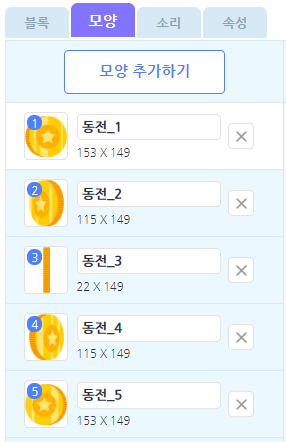 블록 모양 소리 속성
모양 추가하기
1 동전_1
153 X 149
2 동전_2
115 X 149
3 동전_3
22 X 149
4 동전_4
115 X 149
5 동전_5
153 X 149